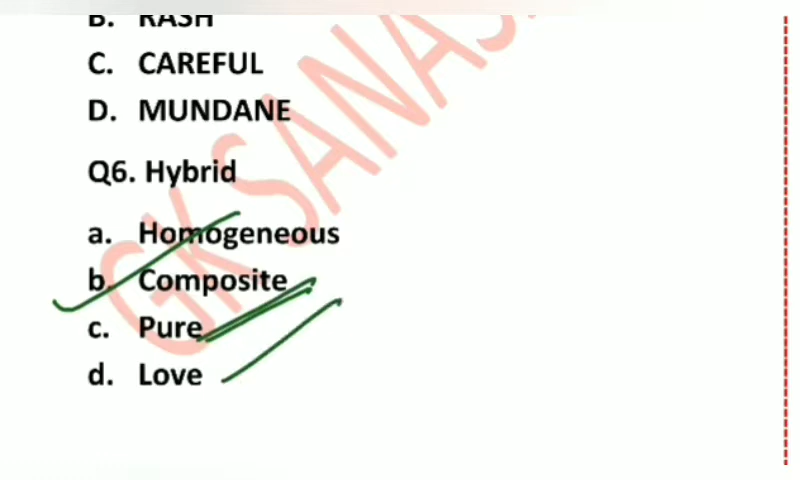 B. RASH
C. CAREFUL
D. MUNDANE
Q6. Hybrid
a. Homogeneous
b. Composite
c. Pure
d. Love
GK SANAS